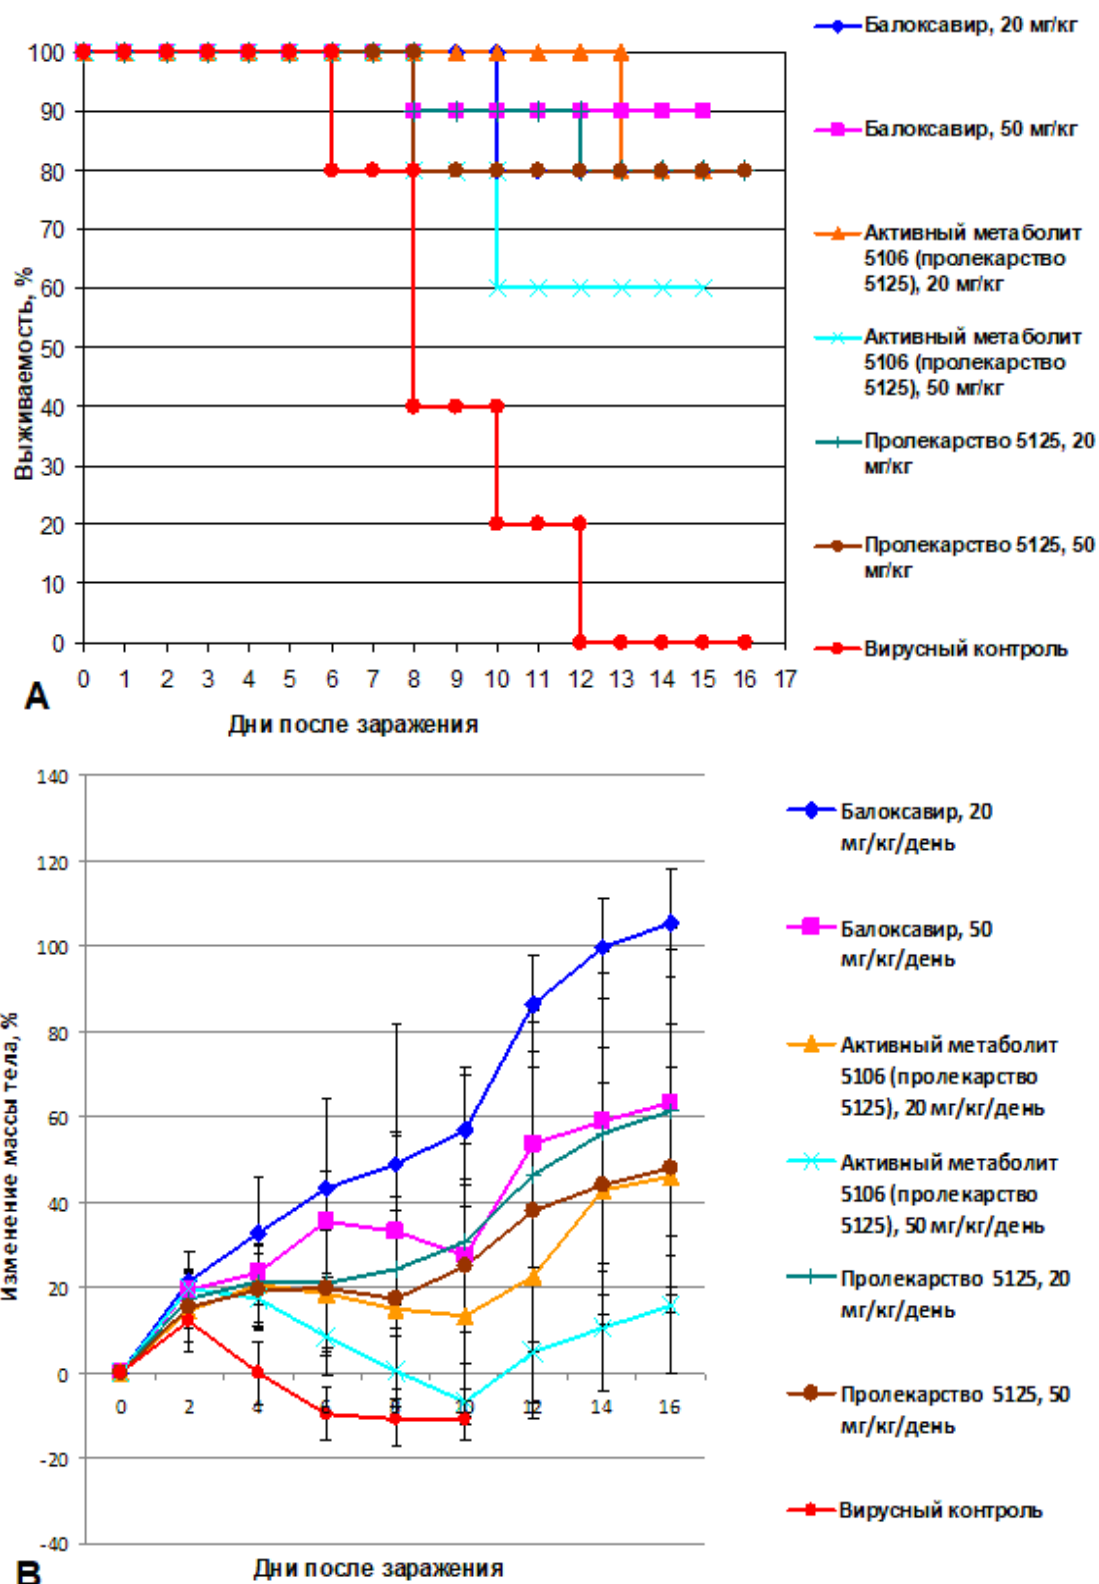 Балоксавир, 20 мг/кг
Балоксавир, 50 мг/кг
Активный метаболит
5106 (пролекарство
5125), 20 мг/кг
Активный метаболит
5106 (пролекарство
5125), 50 мг/кг
Пролекарство 5125, 20
мг/кг
Пролекарство 5125, 50
мг/кг
Вирусный контроль
Выживаемость, %
100
90
80
70
60
50
40
30
20
10
0
0 1 2 3 4 5 6 7 8 9 10 11 12 13 14 15 16 17
A
Дни после заражения
140
120
100
80
60
40
20
0
-20
-40
Изменение массы тела, %
0 2 4 6 8 10 12 14 16
Балоксавир, 20
мг/кг/день
Балоксавир, 50
мг/кг/день
Активный метаболит
5106 (пролекарство
5125), 20 мг/кг/день
Активный метаболит
5106 (пролекарство
5125), 50 мг/кг/день
Пролекарство 5125, 20
мг/кг/день
Пролекарство 5125, 50
мг/кг/день
Вирусный контроль
B
Дни после заражения